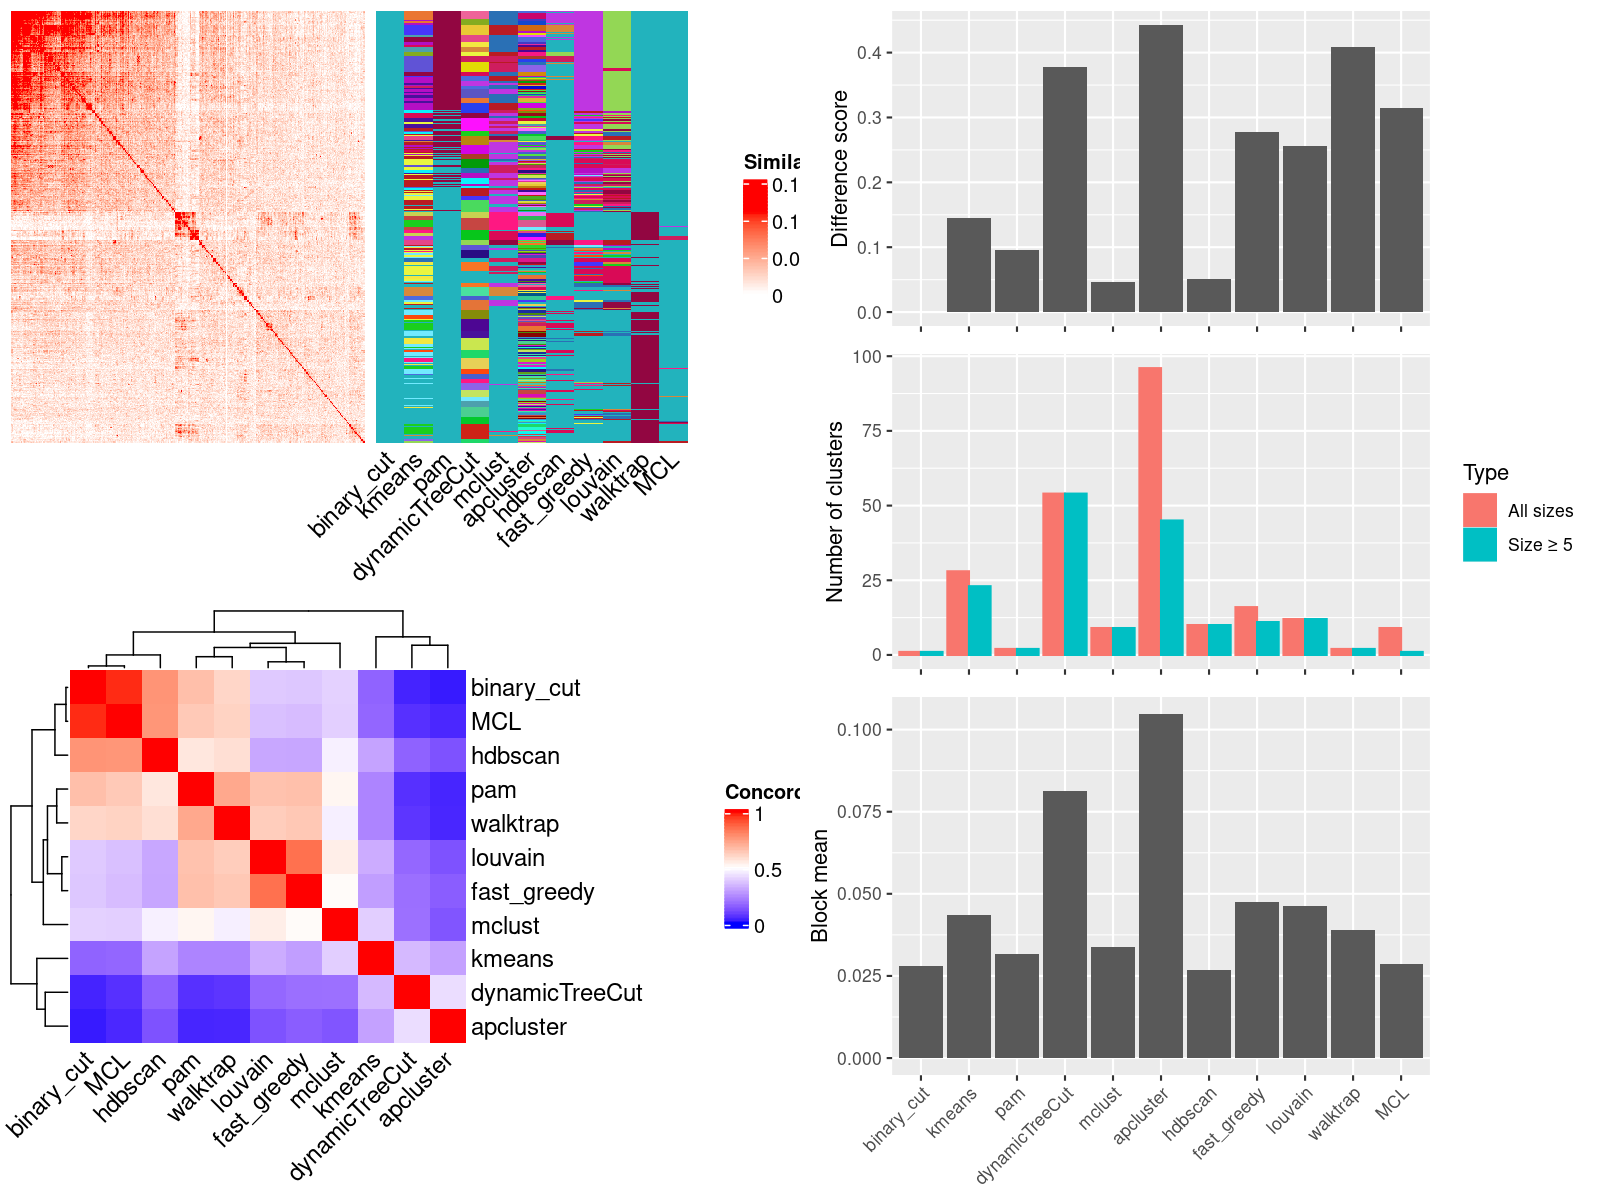 Simila
0.1
0.1
0.0
0
binary_cut
kmeans
pam
dynamicTreeCut
mclust
apcluster
hdbscan
fast_greedy
louvain
walktrap
MCL
binary_cut
MCL
hdbscan
pam
walktrap
louvain
fast_greedy
mclust
kmeans
dynamicTreeCut
apcluster
Concord
1
0.5
0
binary_cut
MCL
hdbscan
pam
walktrap
louvain
fast_greedy
mclust
kmeans
dynamicTreeCut
apcluster
Difference score
0.4
0.3
0.2
0.1
0.0
Number of clusters
100
75
50
25
0
Type
All sizes
Size ≥ 5
Block mean
0.100
0.075
0.050
0.025
0.000
binary_cut
kmeans
pam
dynamicTreeCut
mclust
apcluster
hdbscan
fast_greedy
louvain
walktrap
MCL